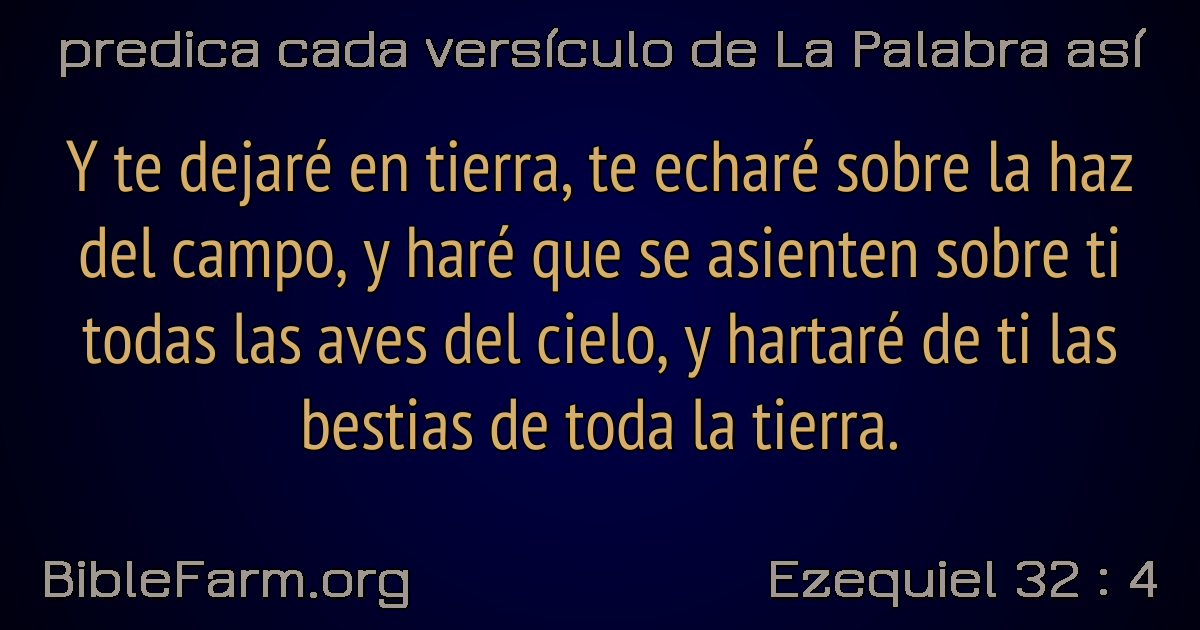 predica cada versículo de La Palabra así
Y te dejaré en tierra, te echaré sobre la haz
del campo, y haré que se asienten sobre ti
todas las aves del cielo, y hartaré de ti las
bestias de toda la tierra.
BibleFarm.org
Ezequiel 32 : 4